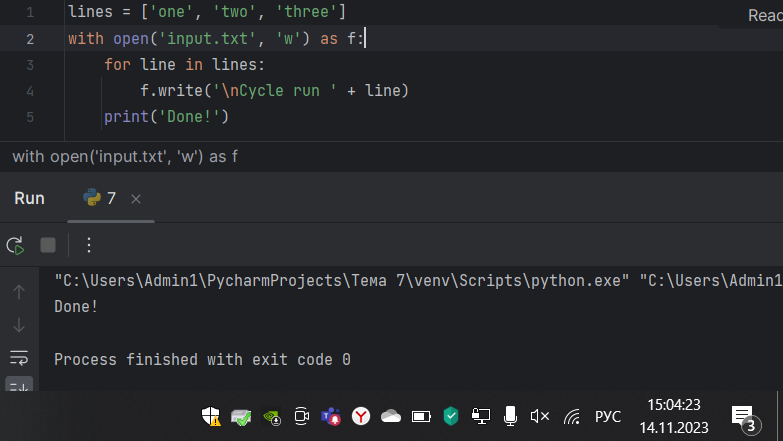 1 lines = ['one', 'two', 'three']
Read
2 with open('input.txt', 'w') as f:
3 for line in lines:
4 f.write('\nCycle run ' + line)
5 print('Done!')
with open('input.txt', 'w') as f
Run 7
"C:\Users\Admin1\PycharmProjects\Тема 7\venv\Scripts\python.exe" "C:\Users\Admin1
Done!
Process finished with exit code 0
РУС 15:04:23
14.11.2023
3